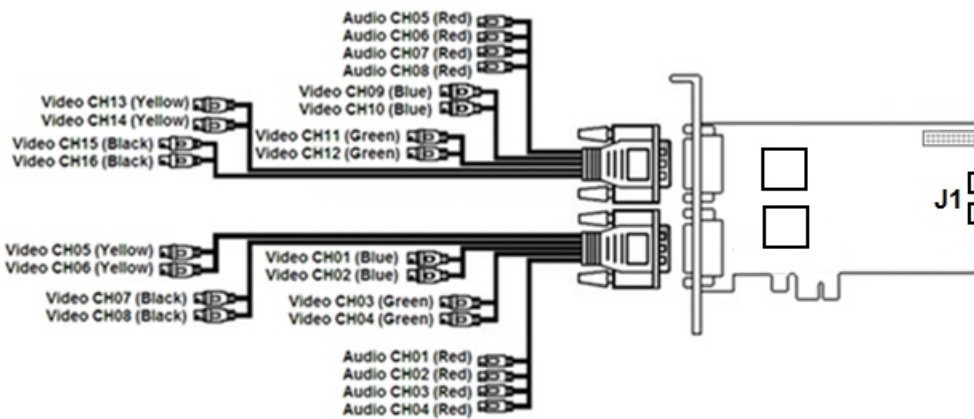 Audio CH05 (Red)
Audio CH06 (Red)
Audio CH07 (Red)
Audio CH08 (Red)
Video CH09 (Blue)
Video CH10 (Blue)
Video CH13 (Yellow)
Video CH14 (Yellow)
Video CH11 (Green)
Video CH12 (Green)
Video CH15 (Black)
Video CH16 (Black)
J1
Video CH05 (Yellow)
Video CH06 (Yellow)
Video CH01 (Blue)
Video CH02 (Blue)
Video CH07 (Black)
Video CH08 (Black)
Video CH03 (Green)
Video CH04 (Green)
Audio CH01 (Red)
Audio CH02 (Red)
Audio CH03 (Red)
Audio CH04 (Red)